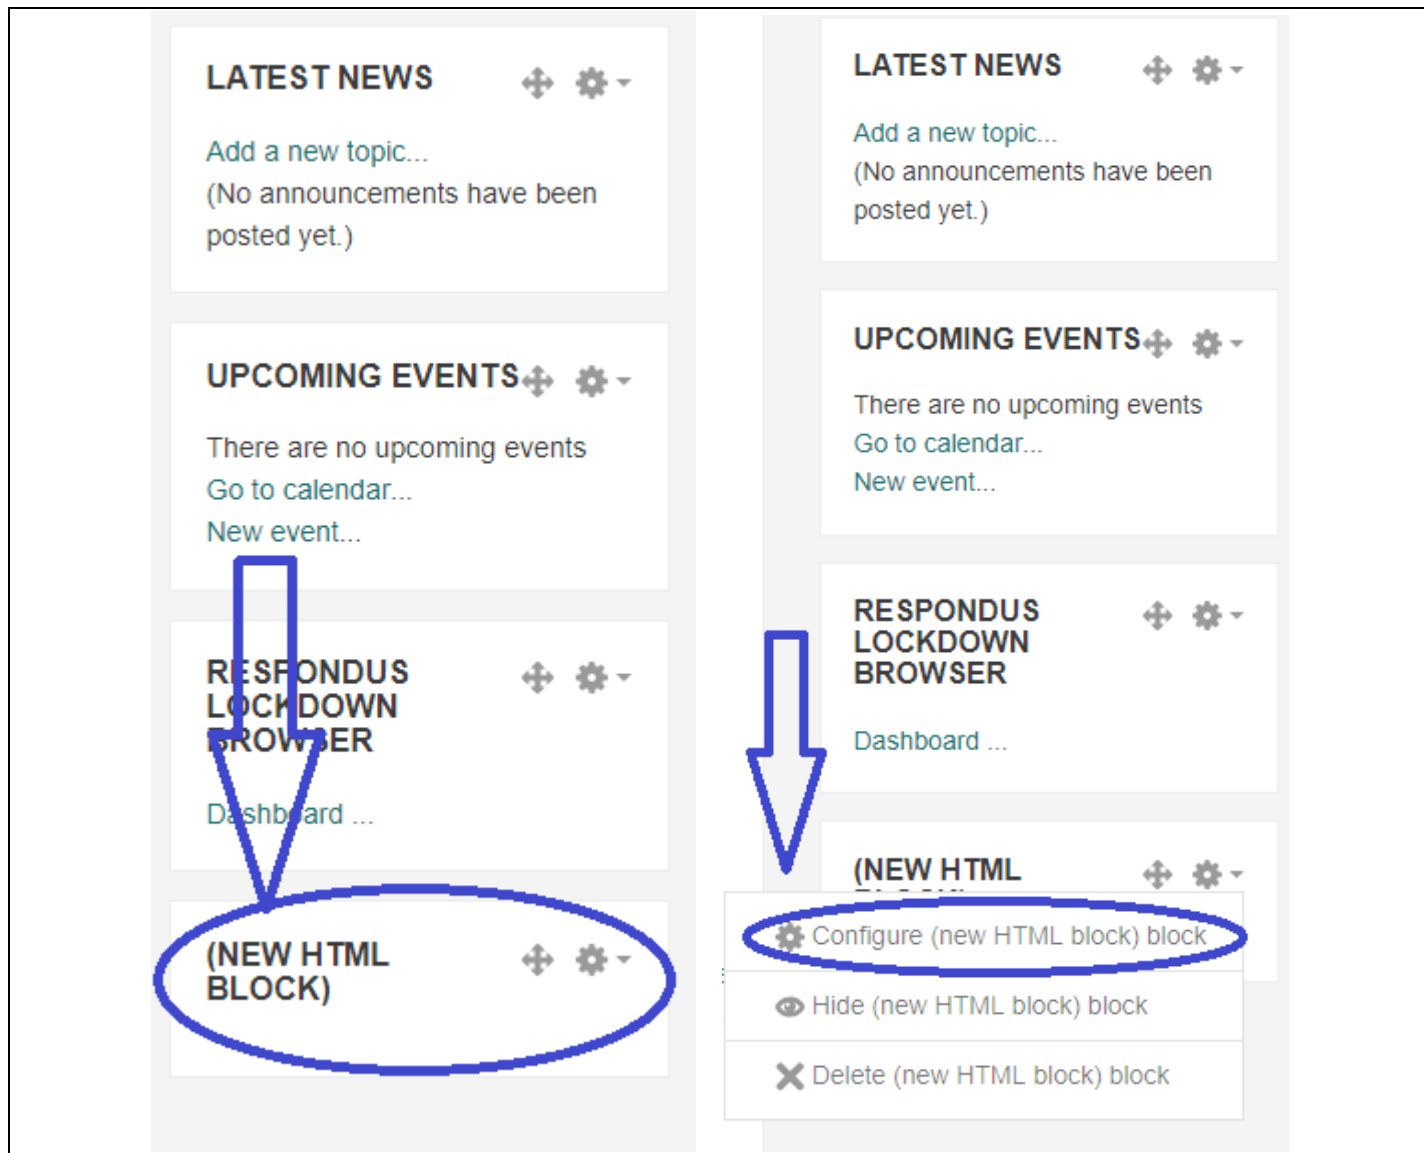 LATEST NEWS
Add a new topic...
(No announcements have been
posted yet.)
UPCOMING EVENTS
There are no upcoming events
Go to calendar...
New event...
RESPONDUS
LOCKDOWN
BROWSER
Dashboard ...
(NEW HTML
BLOCK)
LATEST NEWS
Add a new topic...
(No announcements have been
posted yet.)
UPCOMING EVENTS
There are no upcoming events
Go to calendar...
New event...
RESPONDUS
LOCKDOWN
BROWSER
Dashboard ...
(NEW HTML
Configure (new HTML block) block
Hide (new HTML block) block
Delete (new HTML block) block